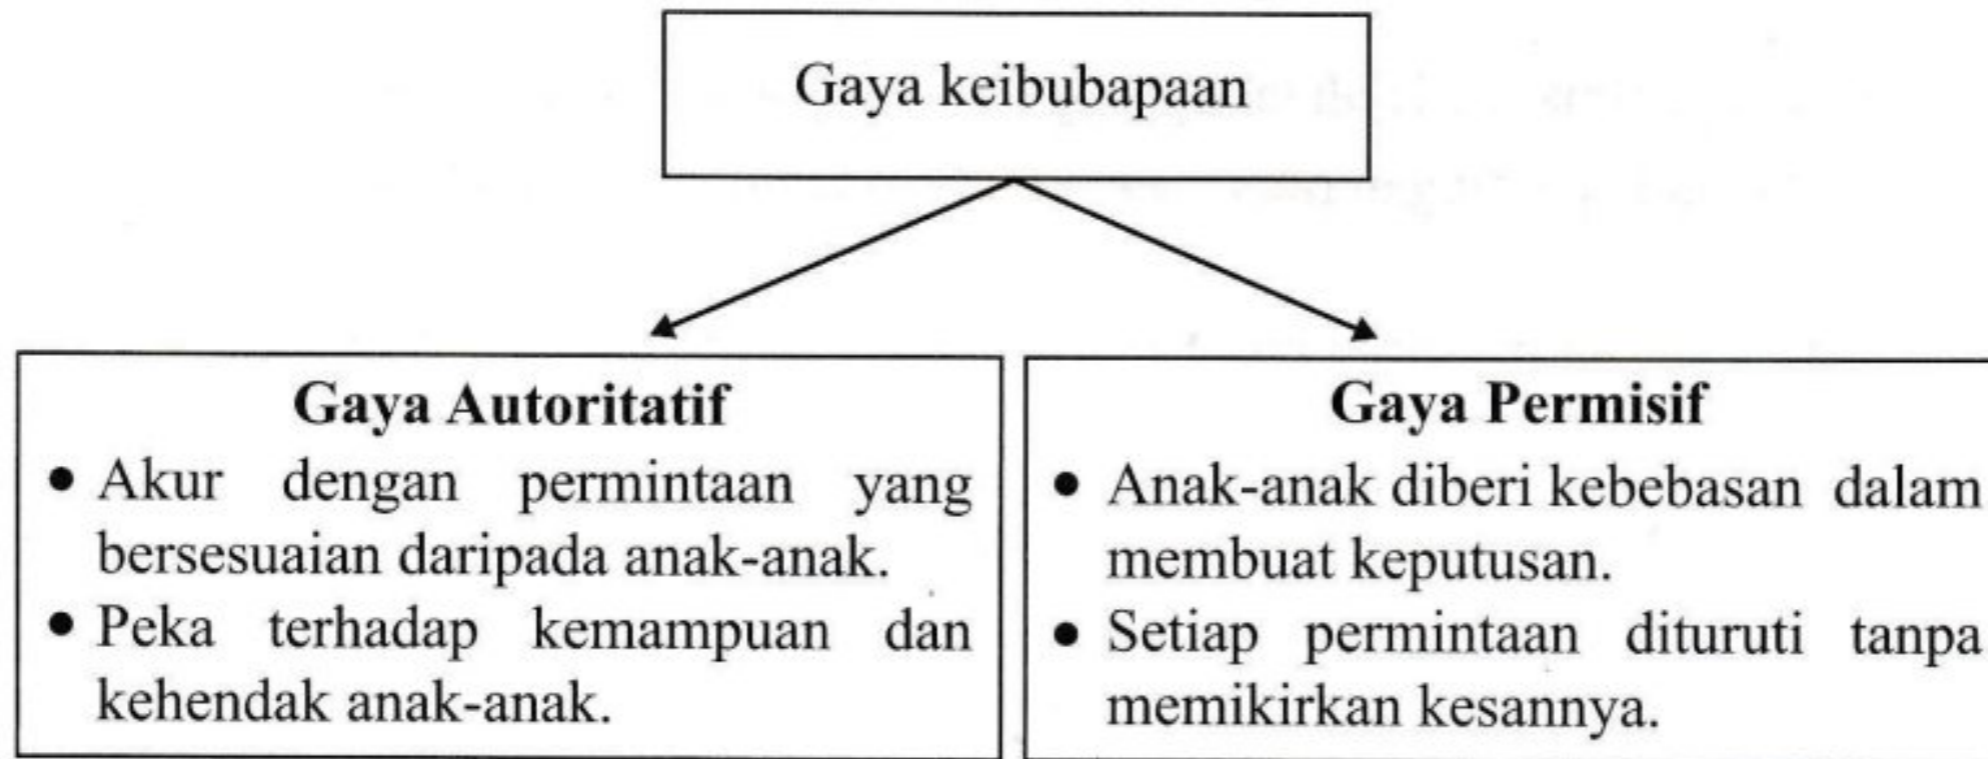 Gaya keibubapaan
Gaya Autoritatif
● Akur dengan permintaan yang
bersesuaian daripada anak-anak.
● Peka terhadap kemampuan dan
kehendak anak-anak.
Gaya Permisif
● Anak-anak diberi kebebasan dalam
membuat keputusan.
● Setiap permintaan dituruti tanpa
memikirkan kesannya.